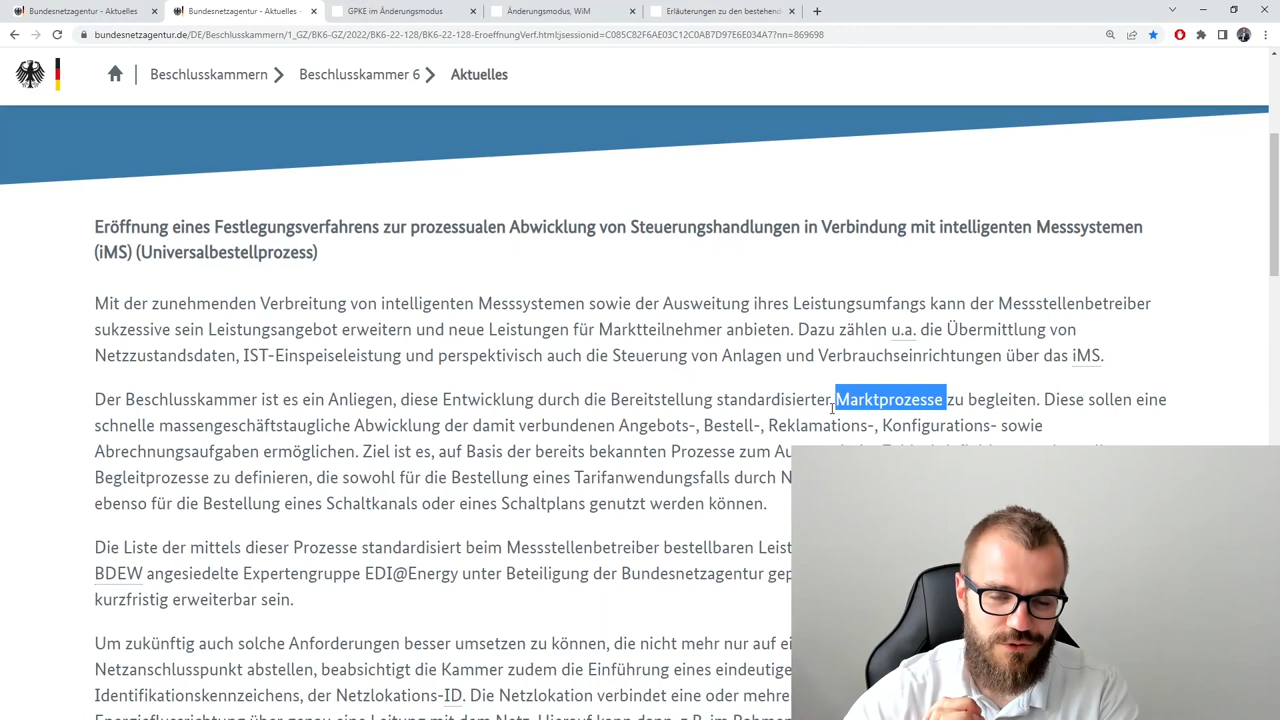 Bundesnetzagentur - Aktuelles
Bundesnetzagentur - Aktuelles -
GPKE im Änderungsmodus
Änderungsmodus, WiM
Erläuterungen zu den bestehend
bundesnetzagentur.de/DE/Beschlusskammern/1_GZ/BK6-GZ/2022/BK6-22-128/BK6-22-128-EroeffnungVerf.html;jsessionid=C085C82F6AE03C12C0AB7D97E6E034A7?nn=869698
Beschlusskammern
Beschlusskammer 6
Aktuelles
Eröffnung eines Festlegungsverfahrens zur prozessualen Abwicklung von Steuerungshandlungen in Verbindung mit intelligenten Messsystemen
(iMS) (Universalbestellprozess)
Mit der zunehmenden Verbreitung von intelligenten Messsystemen sowie der Ausweitung ihres Leistungsumfangs kann der Messstellenbetreiber
sukzessive sein Leistungsangebot erweitern und neue Leistungen für Marktteilnehmer anbieten. Dazu zählen u.a. die Übermittlung von
Netzzustandsdaten, IST-Einspeiseleistung und perspektivisch auch die Steuerung von Anlagen und Verbrauchseinrichtungen über das iMS.
Der Beschlusskammer ist es ein Anliegen, diese Entwicklung durch die Bereitstellung standardisierter Marktprozesse zu begleiten. Diese sollen eine
schnelle massengeschäftstaugliche Abwicklung der damit verbundenen Angebots-, Bestell-, Reklamations-, Konfigurations- sowie
Abrechnungsaufgaben ermöglichen. Ziel ist es, auf Basis der bereits bekannten Prozesse zum Au
Begleitprozesse zu definieren, die sowohl für die Bestellung eines Tarifanwendungsfalls durch N
ebenso für die Bestellung eines Schaltkanals oder eines Schaltplans genutzt werden können.
Die Liste der mittels dieser Prozesse standardisiert beim Messstellenbetreiber bestellbaren Leist
BDEW angesiedelte Expertengruppe EDI@Energy unter Beteiligung der Bundesnetzagentur gep
kurzfristig erweiterbar sein.
Um zukünftig auch solche Anforderungen besser umsetzen zu können, die nicht mehr nur auf ei
Netzanschlusspunkt abstellen, beabsichtigt die Kammer zudem die Einführung eines eindeutige
Identifikationskennzeichens, der Netzlokations-ID. Die Netzlokation verbindet eine oder mehre